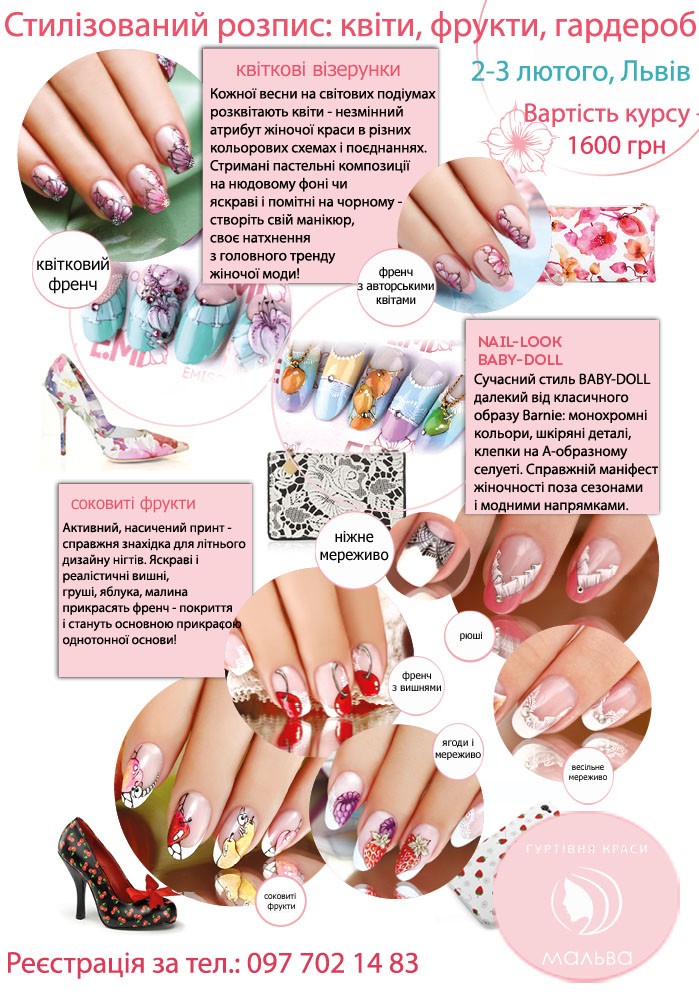 Стилізований розпис: квіти, фрукти, гардероб
2-3 лютого, Львів
Вартість курсу -
1600 грн
квіткові візерунки
Кожної весни на світових подіумах
розквітають квіти - незмінний
атрибут жіночої краси в різних
кольорових схемах і поєднаннях.
Стримані пастельні композиції
на нюдовому фоні чи
яскраві і помітні на чорному -
створіть свій манікюр,
своє натхнення
з головного тренду
жіночої моди!
квітковий
френч
френч
з авторськими
квітами
E.MI
NAIL-LOOK
BABY-DOLL
Сучасний стиль BABY-DOLL
далекий від класичного
образу Barnie: монохромні
кольори, шкіряні деталі,
клепки на А-образному
селуеті. Справжній маніфест
жіночності поза сезонами
і модними напрямками.
соковиті фрукти
Активний, насичений принт -
справжня знахідка для літнього
дизайну нігтів. Яскраві і
реалістичні вишні,
груші, яблука, малина
прикрасять френч - покриття
і стануть основною прикрасою
однотонної основи!
ніжне
мереживо
рюші
френч
з вишнями
ягоди і
мереживо
весільне
мереживо
соковиті
фрукти
ГУРТІВНЯ КРАСИ
МАЛЬВА
Реєстрація за тел.: 097 702 14 83